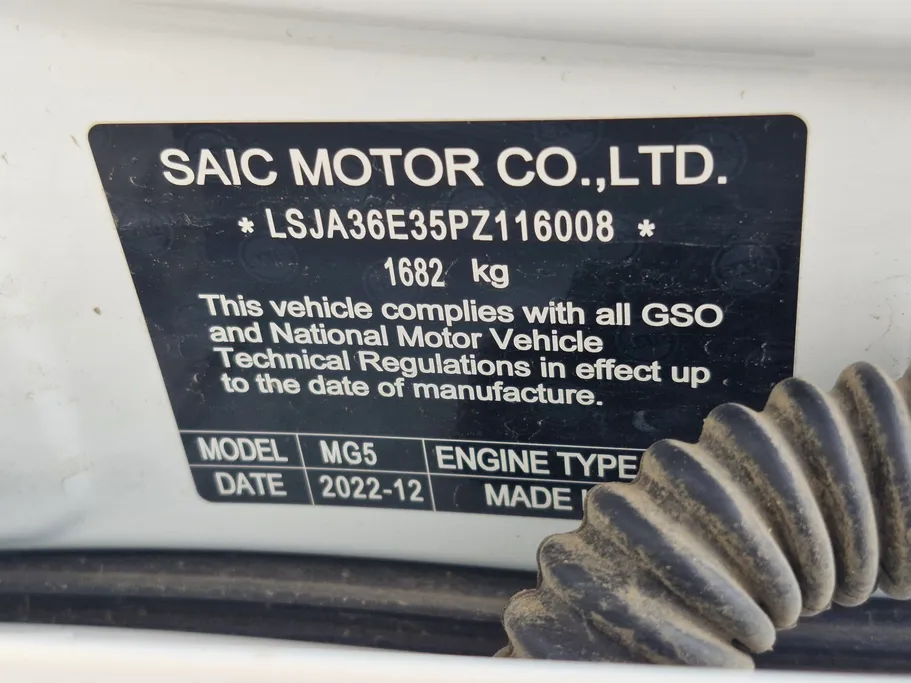 SAIC MOTOR CO.,LTD.
* LSJA36E35PZ116008 *
1682 kg
This vehicle complies with all GSO
and National Motor Vehicle
Technical Regulations in effect up
to the date of manufacture.
MODEL MG5 ENGINE TYPE
DATE 2022-12 MADE